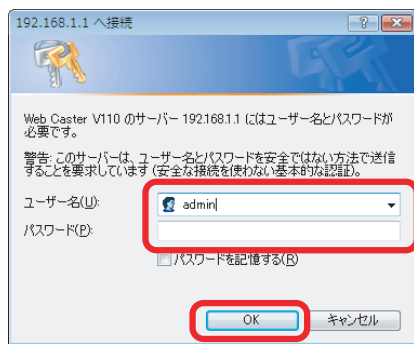 192.168.1.1 へ接続
Web Caster V110 のサーバー 192.168.1.1 にはユーザー名とパスワードが
必要です。
警告: このサーバーは、ユーザー名とパスワードを安全ではない方法で送信
することを要求しています (安全な接続を使わない基本的な認証)。
ユーザー名(U):
admin
パスワード(P):
パスワードを記憶する(R)
OK キャンセル